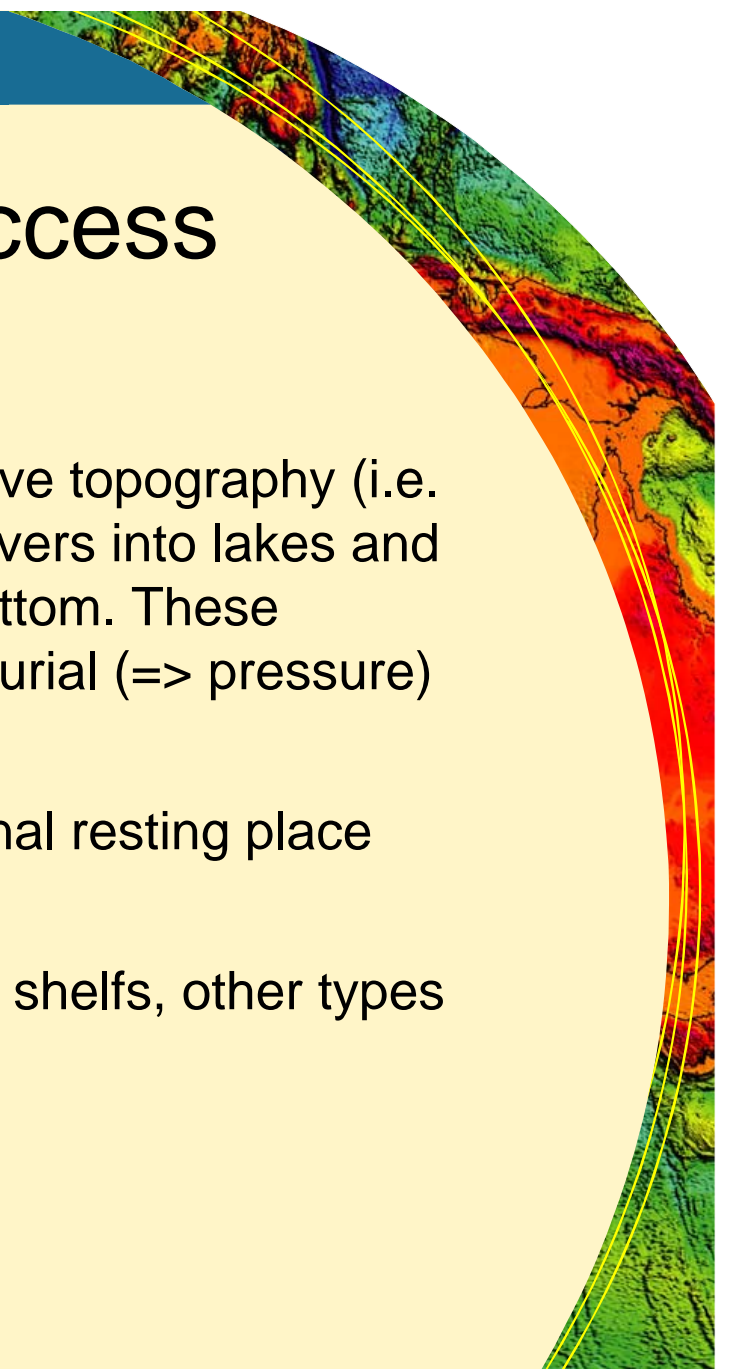 ccess
ve topography (i.e.
vers into lakes and
ttom. These
urial (=> pressure)
nal resting place
shelfs, other types